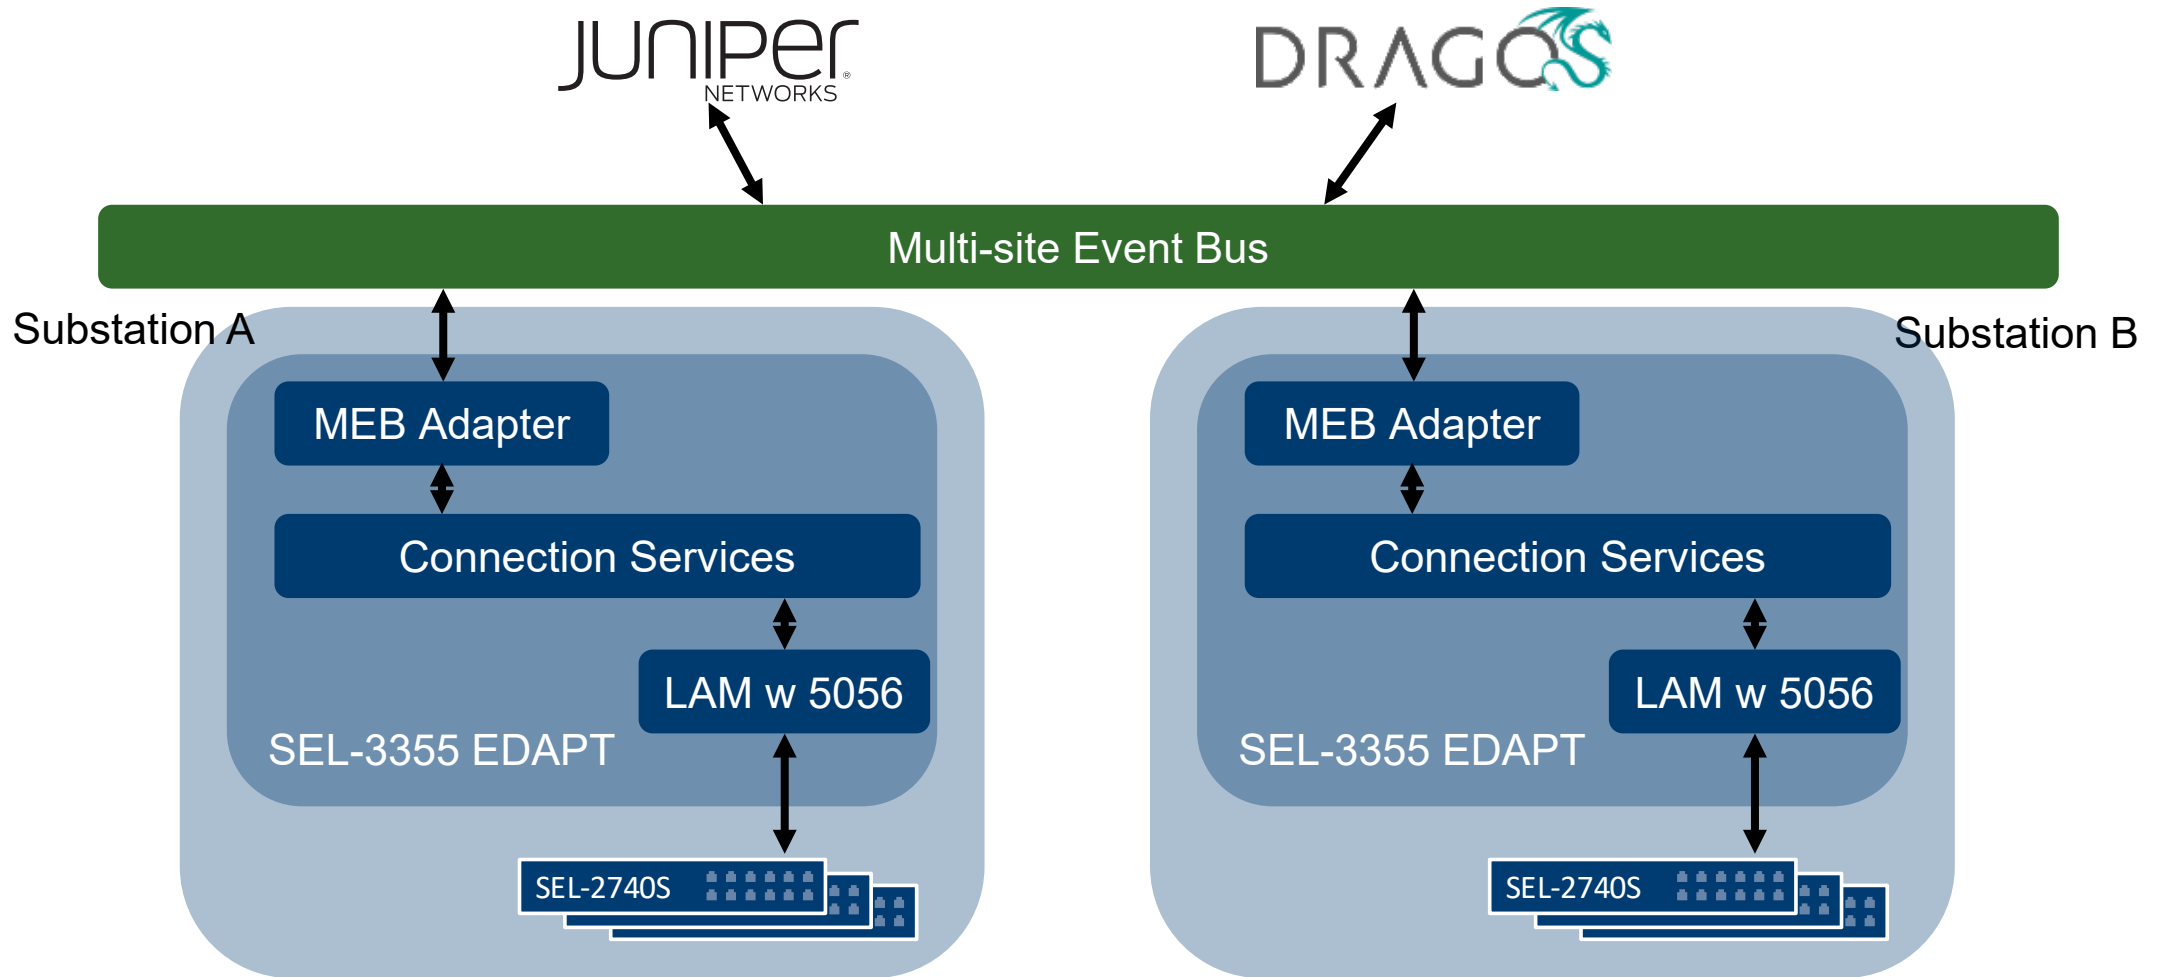 JUNIPER
NETWORKS
DRAGOS
Multi-site Event Bus
Substation A
Substation B
MEB Adapter
MEB Adapter
Connection Services
Connection Services
LAM w 5056
LAM w 5056
SEL-3355 EDAPT
SEL-3355 EDAPT
SEL-2740S
SEL-2740S